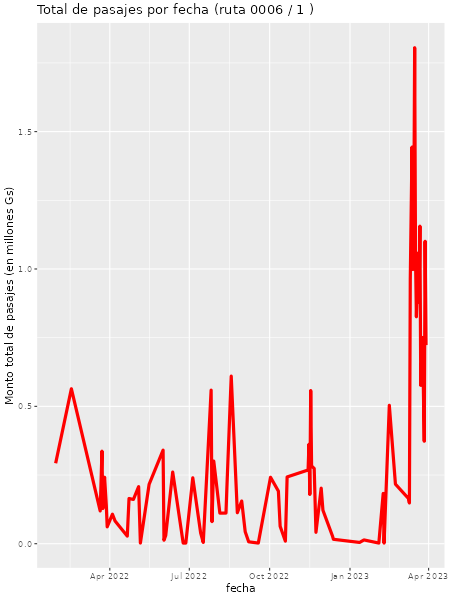 Total de pasajes por fecha (ruta 0006 / 1 )
Monto total de pasajes (en millones Gs)
1.5
1.0
0.5
0.0
Apr 2022 Jul 2022 Oct 2022 Jan 2023 Apr 2023
fecha